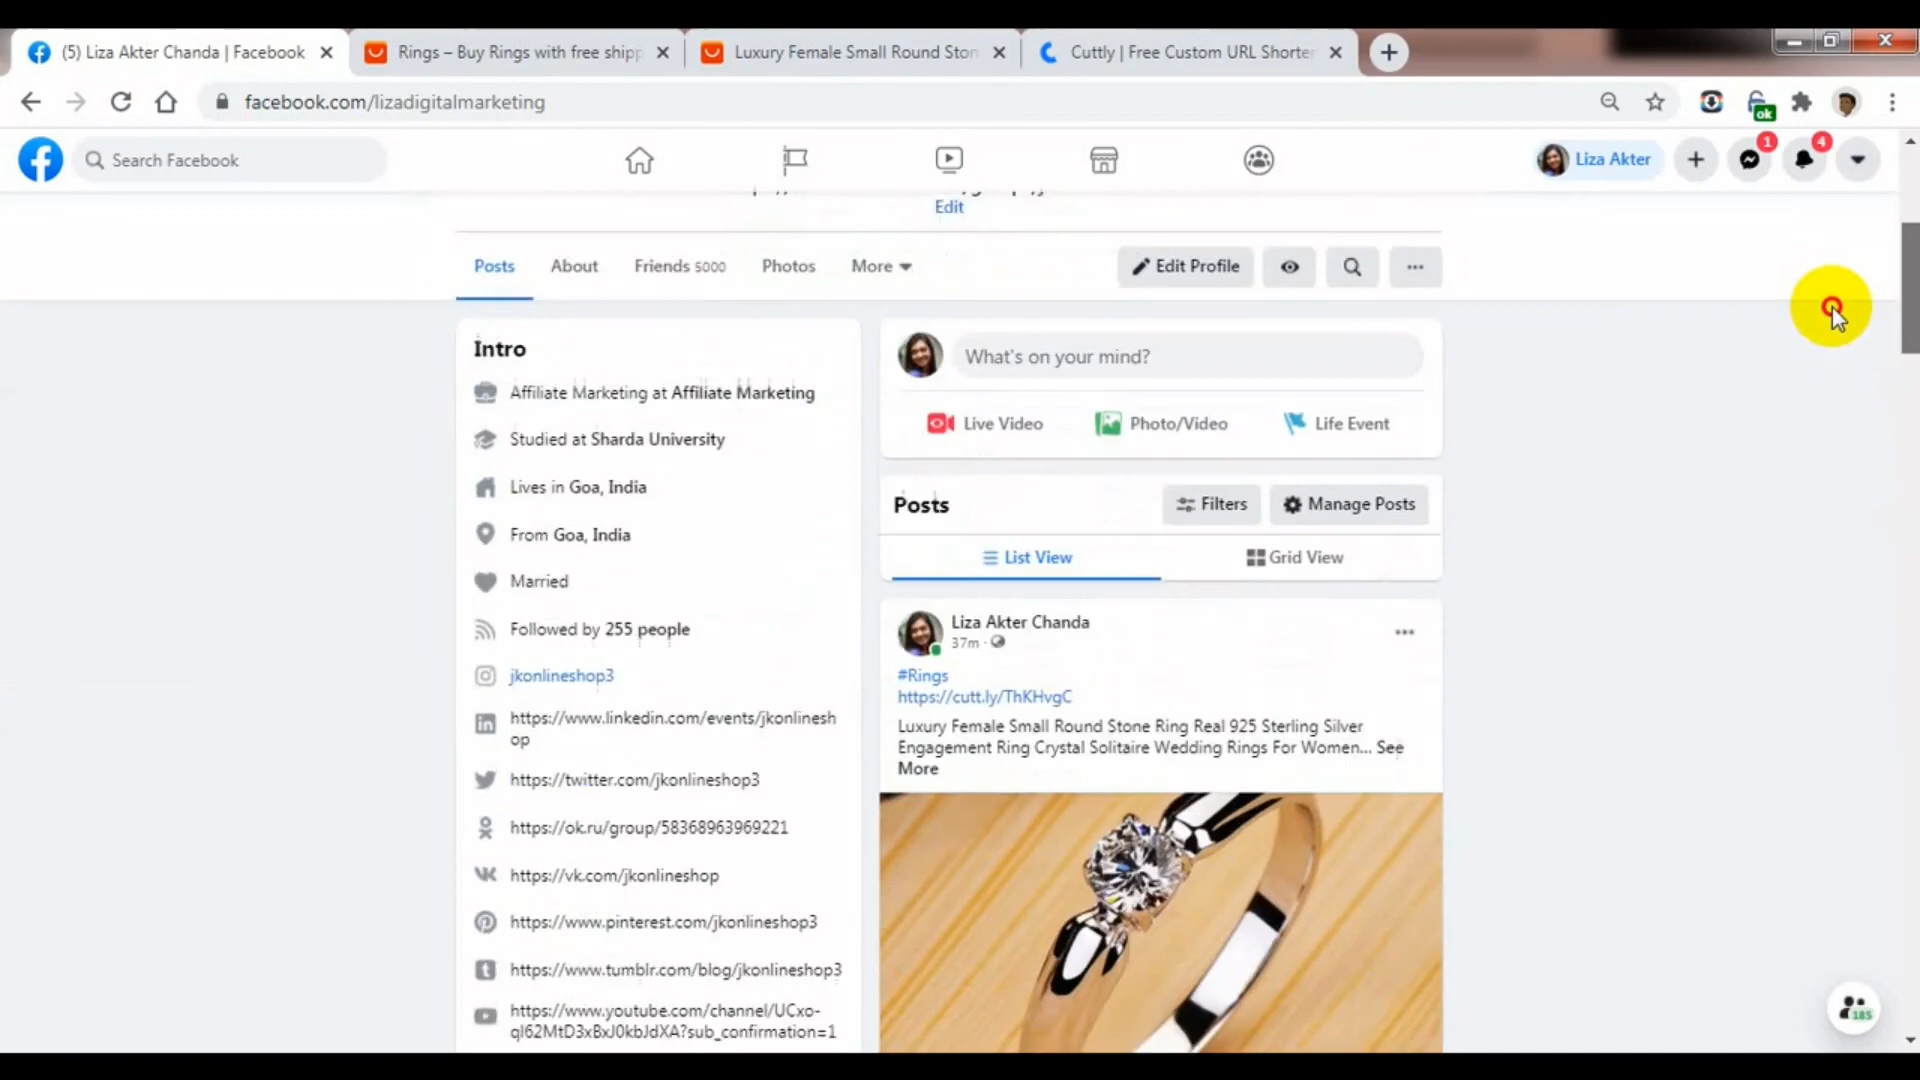 (5) Liza Akter Chanda | Facebook
Rings – Buy Rings with free shipp
Luxury Female Small Round Ston
Cuttly | Free Custom URL Shorter
facebook.com/lizadigitalmarketing
ok
Search Facebook
Liza Akter
1
4
Edit
Posts
About
Friends 5000
Photos
More
Edit Profile
Intro
Affiliate Marketing at Affiliate Marketing
Studied at Sharda University
Lives in Goa, India
From Goa, India
Married
Followed by 255 people
jkonlineshop3
https://www.linkedin.com/events/jkonlinesh
op
https://twitter.com/jkonlineshop3
https://ok.ru/group/58368963969221
https://vk.com/jkonlineshop
https://www.pinterest.com/jkonlineshop3
https://www.tumblr.com/blog/jkonlineshop3
https://www.youtube.com/channel/UCxo-
qI62MtD3xBxJ0kbJdXA?sub_confirmation=1
What's on your mind?
Live Video
Photo/Video
Life Event
Posts
Filters
Manage Posts
List View
Grid View
Liza Akter Chanda
37m
#Rings
https://cutt.ly/ThKHvgC
Luxury Female Small Round Stone Ring Real 925 Sterling Silver
Engagement Ring Crystal Solitaire Wedding Rings For Women... See
More
185